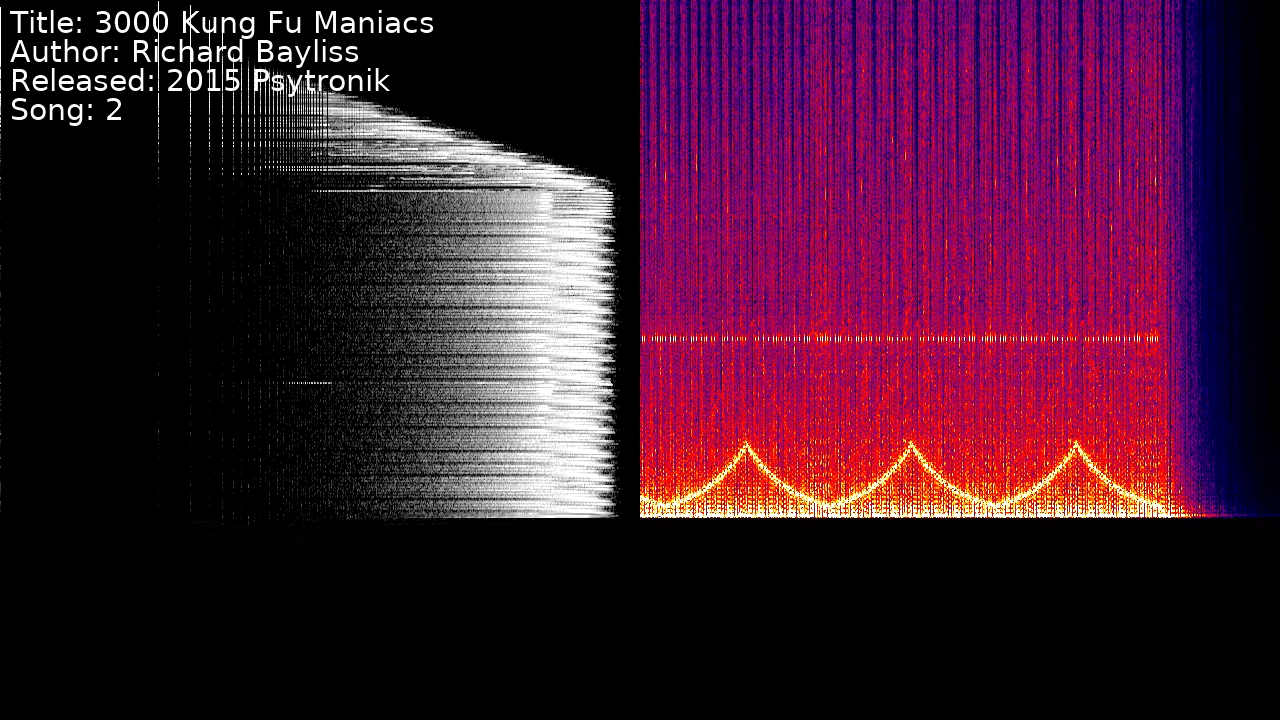 Title: 3000 Kung Fu Maniacs
Author: Richard Bayliss
Released: 2015 Psytronik
Song: 2